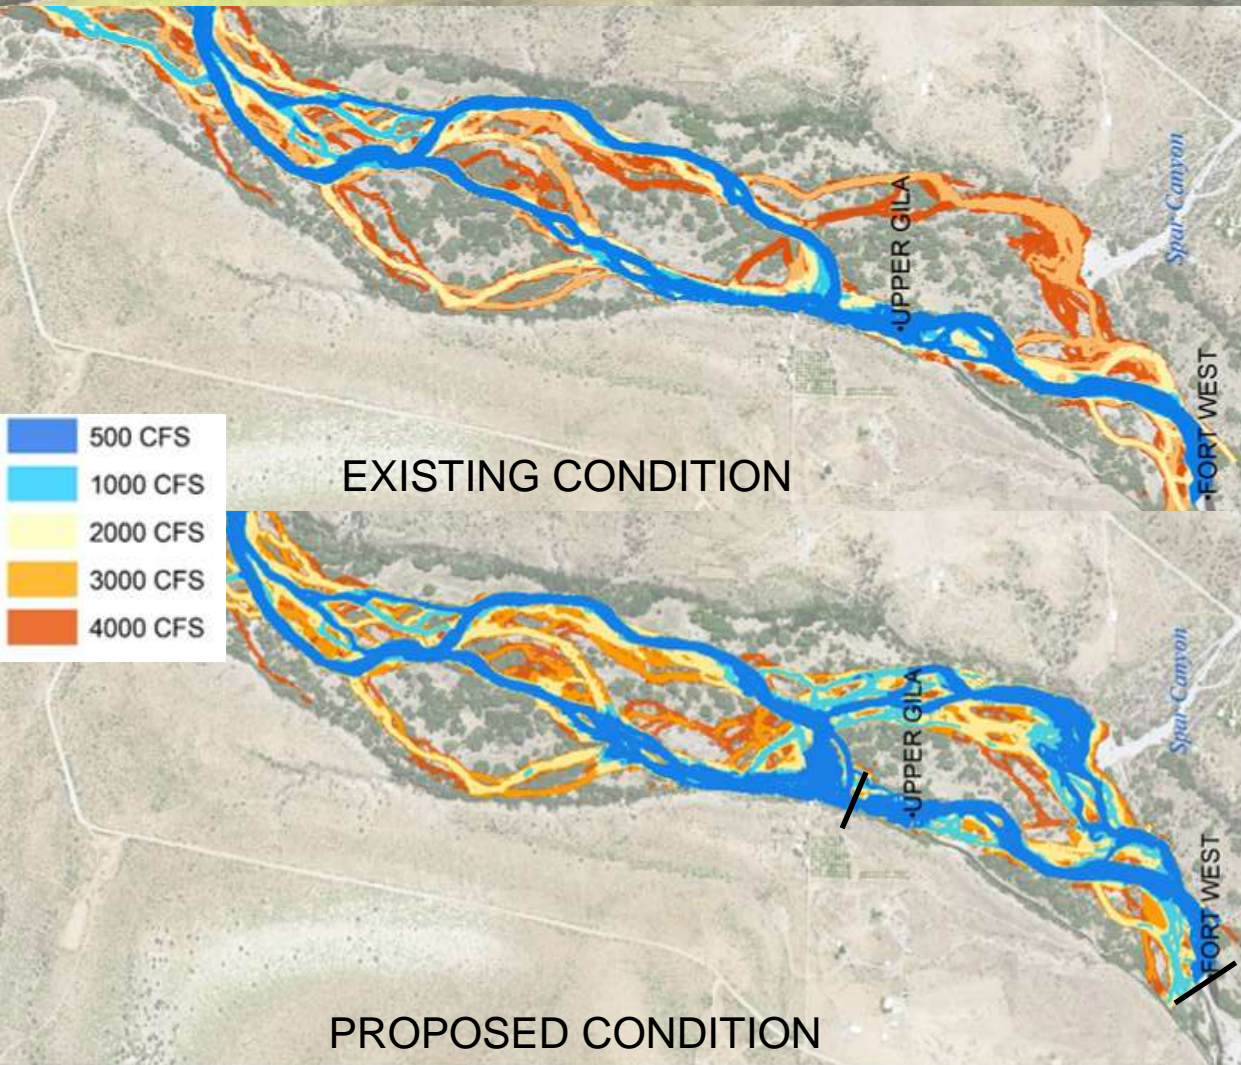 UPPER GILA
Spar Canyon
FORT WEST
500 CFS
1000 CFS
2000 CFS
3000 CFS
4000 CFS
EXISTING CONDITION
Spar Canyon
UPPER GILA
FORT WEST
PROPOSED CONDITION